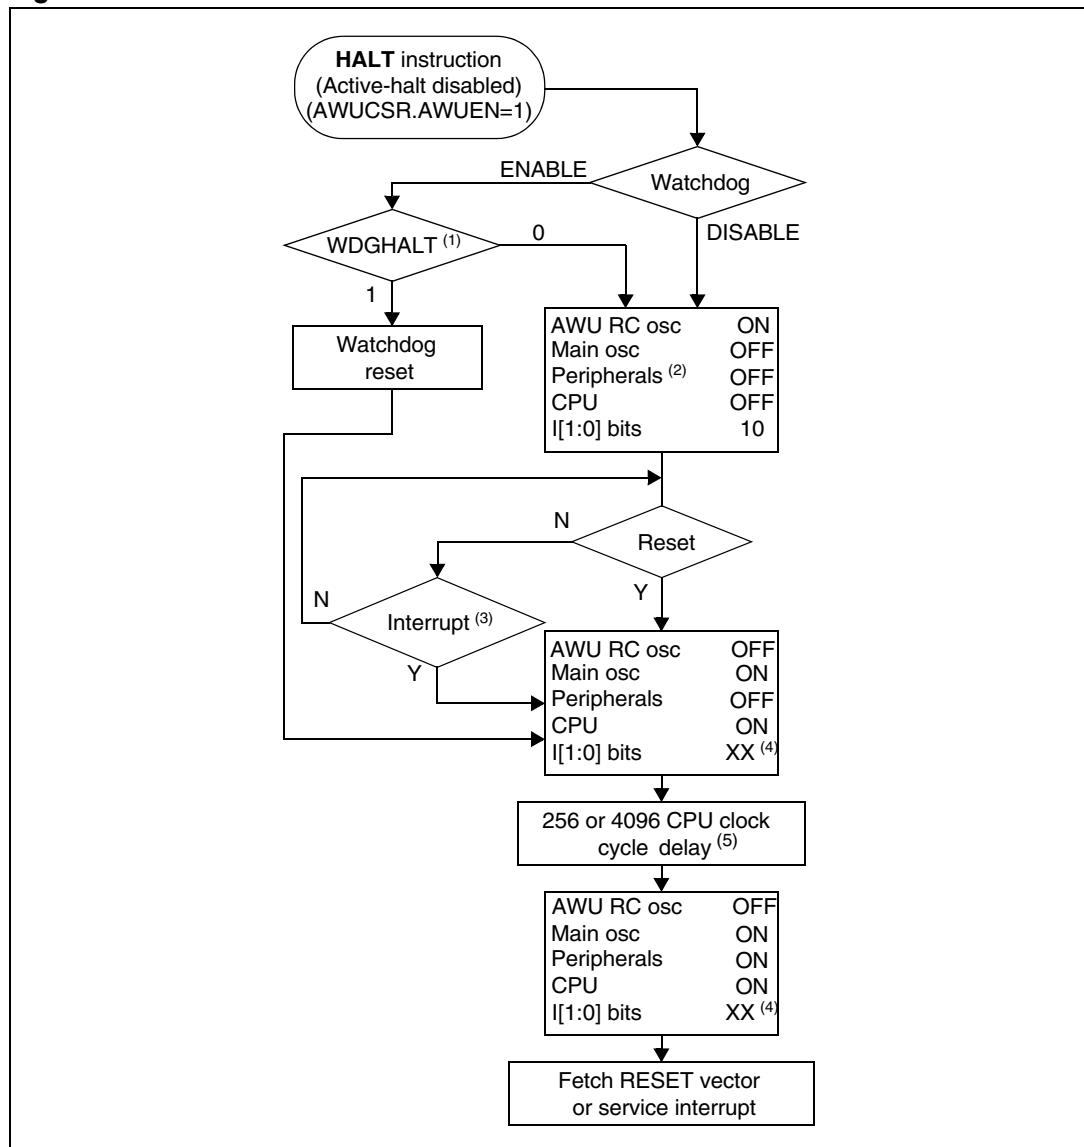 HALT instruction
(Active-halt disabled)
(AWUCSR.AWUEN=1)
ENABLE
Watchdog
WDGHALT (1)
0
DISABLE
1
Watchdog
reset
AWU RC osc ON
Main osc OFF
Peripherals (2) OFF
CPU OFF
I[1:0] bits 10
N
Reset
Y
N
Interrupt (3)
Y
AWU RC osc OFF
Main osc ON
Peripherals OFF
CPU ON
I[1:0] bits XX (4)
256 or 4096 CPU clock
cycle delay (5)
AWU RC osc OFF
Main osc ON
Peripherals ON
CPU ON
I[1:0] bits XX (4)
Fetch RESET vector
or service interrupt